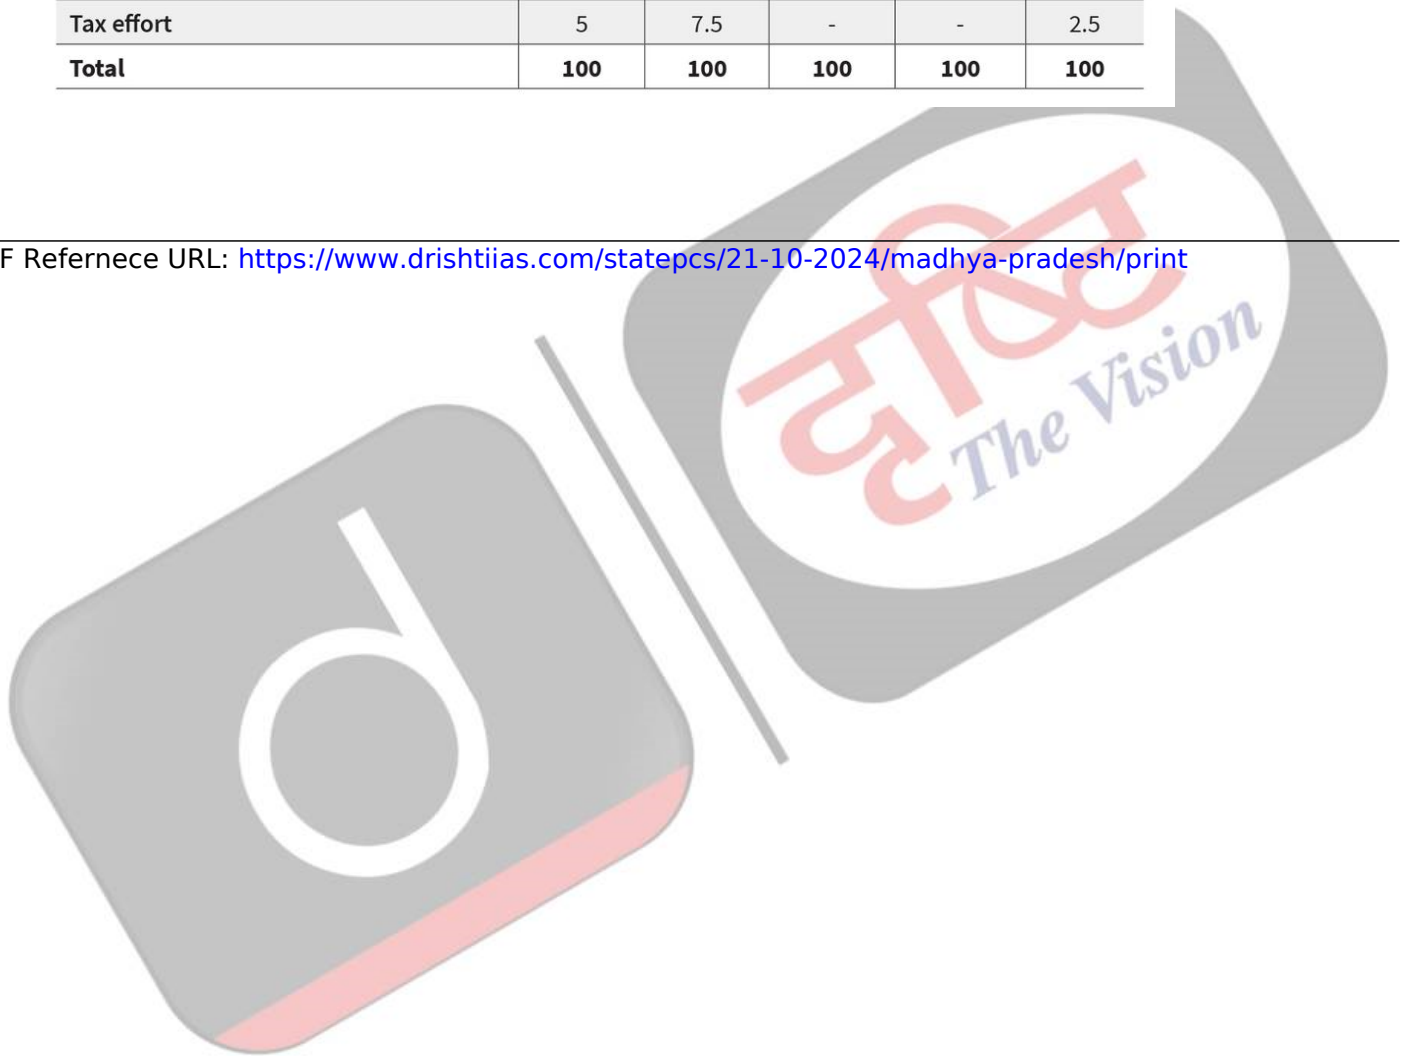 Tax effort 5 7.5 - - 2.5
Total 100 100 100 100 100
F Refernece URL: https://www.drishtiias.com/statepcs/21-10-2024/madhya-pradesh/print
दृष्टि
The Vision
d